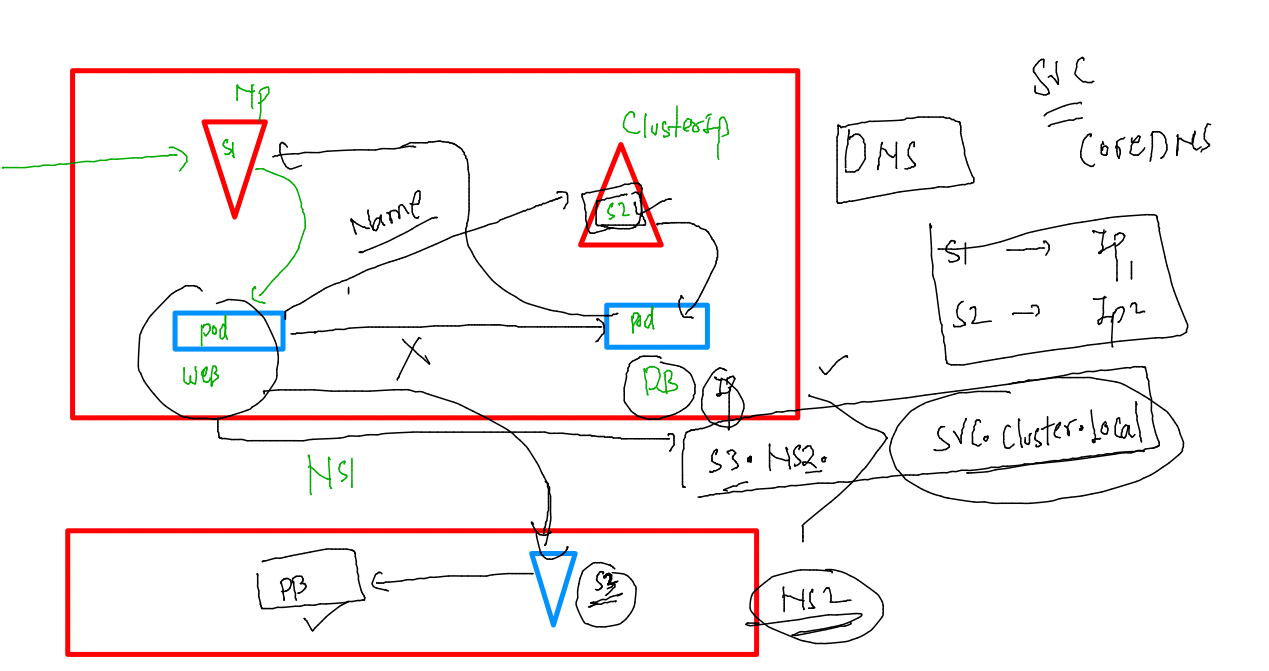 NP
S1
ClusterIp
S2
Name
pod
Web
pod
DB
IP
NS1
SVC
CoreDNS
DNS
S1 → Ip1
S2 → Ip2
S3. NS2. SVC. Cluster. Local
S3
NS2